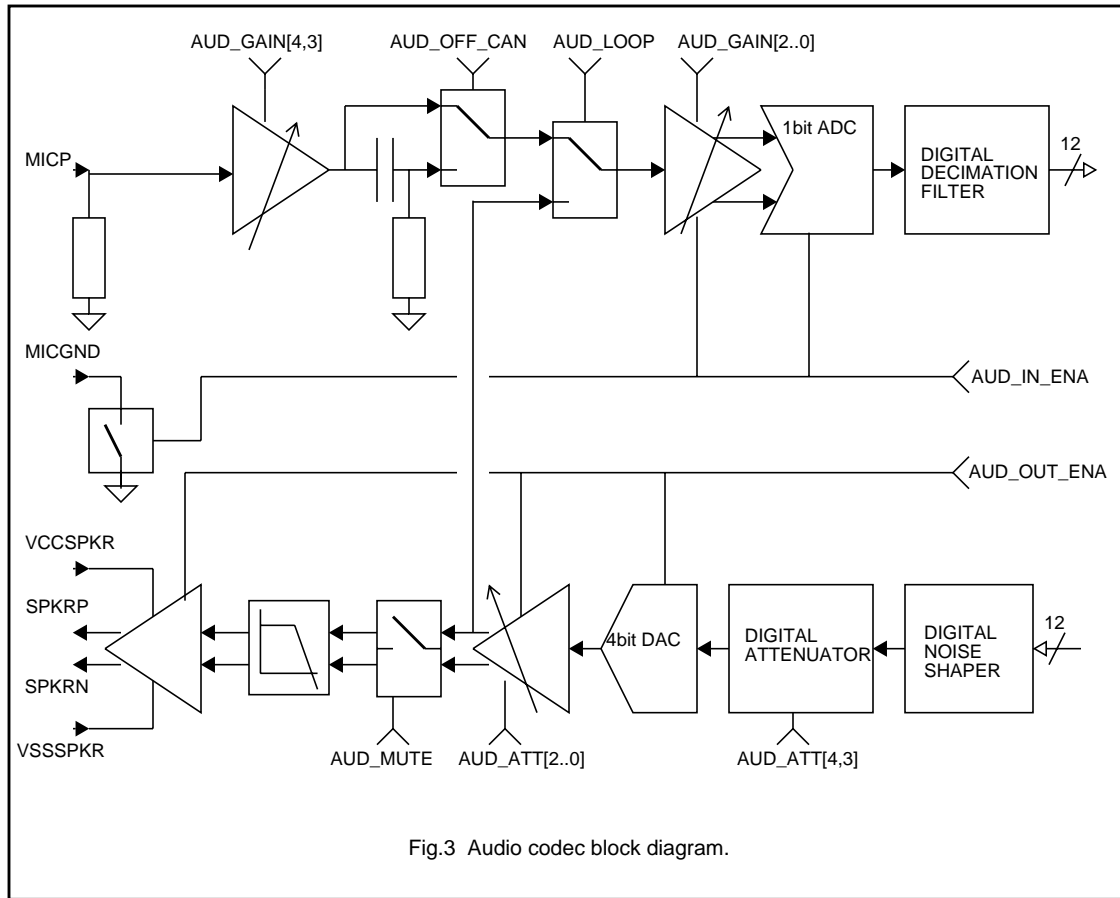 AUD_GAIN[4,3]
AUD_OFF_CAN
AUD_LOOP
AUD_GAIN[2..0]
MICP
1bit ADC
DIGITAL
DECIMATION
FILTER
12
MICGND
AUD_IN_ENA
AUD_OUT_ENA
VCCSPKR
SPKRP
SPKRN
VSSSPKR
4bit DAC
DIGITAL
ATTENUATOR
DIGITAL
NOISE
SHAPER
12
AUD_MUTE
AUD_ATT[2..0]
AUD_ATT[4,3]
Fig.3 Audio codec block diagram.